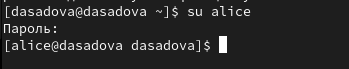 [dasadova@dasadova ~]$ su alice
Пароль:
[alice@dasadova dasadova]$